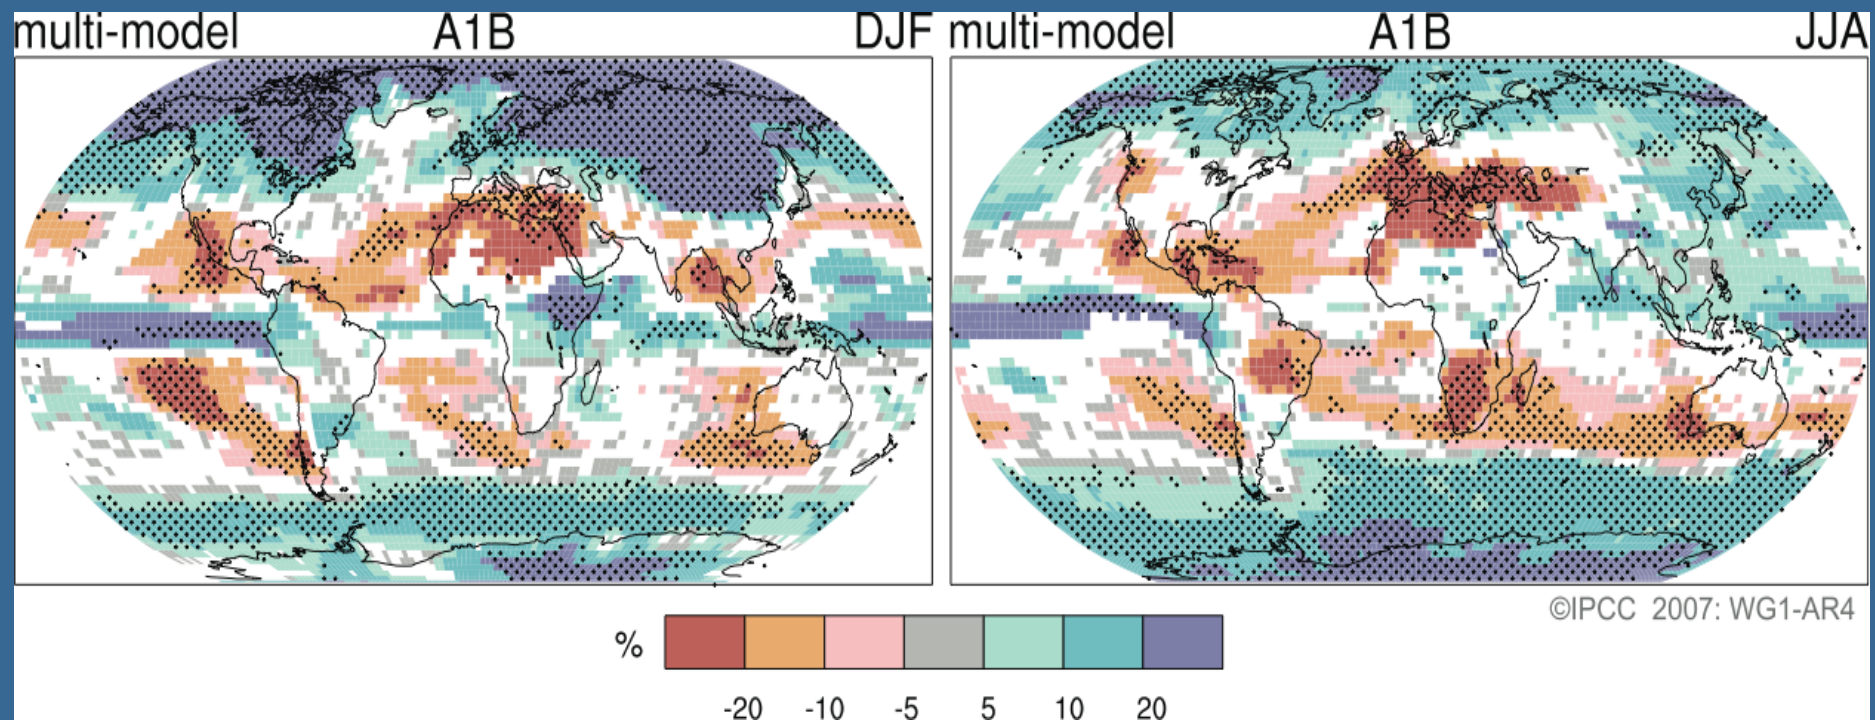 multi-model A1B DJF
multi-model A1B JJA
©IPCC 2007: WG1-AR4
%
-20 -10 -5 5 10 20